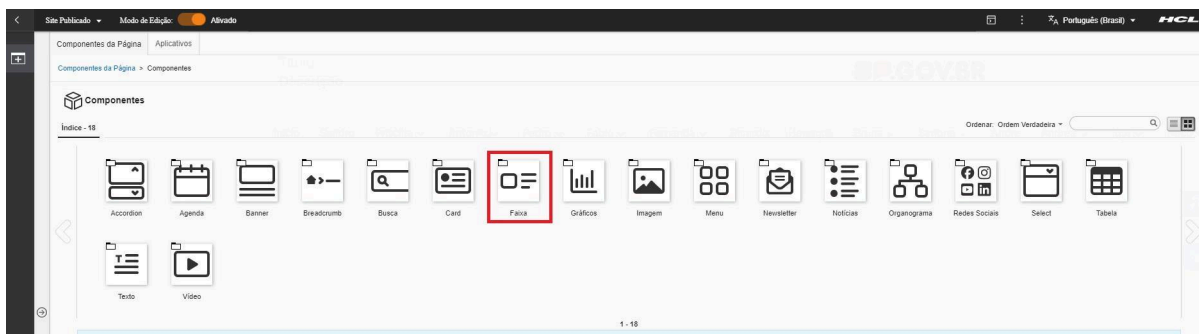 Site Publicado Modo de Edição: Ativado Português (Brasil) HCL
Componentes da Página Aplicativos
Componentes da Página > Componentes
Componentes
Índice - 18
Ordenar: Ordem Verdadeira
Accordion Agenda Banner Breadcrumb Busca Card Faixa Gráficos Imagem Menu Newsletter Notícias Organograma Redes Sociais Select Tabela
Texto Vídeo
1 - 18